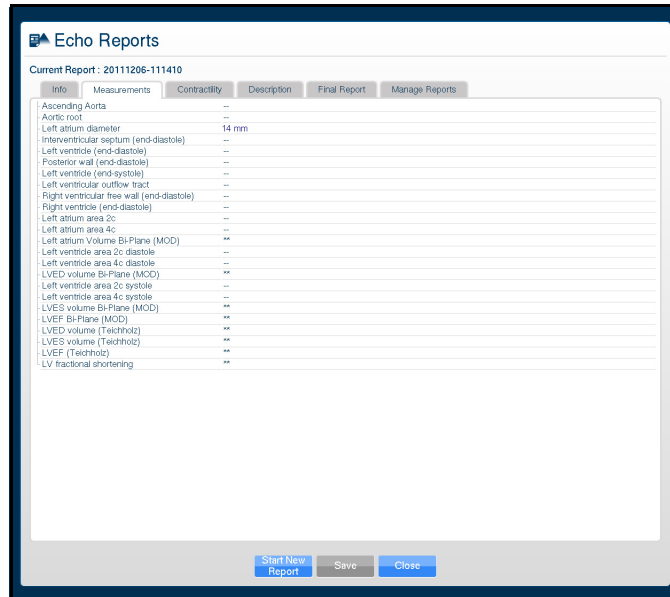 Echo Reports
Current Report : 20111206-111410
Info Measurements Contractility Description Final Report Manage Reports
Ascending Aorta --
Aortic root --
Left atrium diameter 14 mm
Interventricular septum (end-diastole) --
Left ventricle (end-diastole) --
Posterior wall (end-diastole) --
Left ventricle (end-systole) --
Left ventricular outflow tract --
Right ventricular free wall (end-diastole) --
Right ventricle (end-diastole) --
Left atrium area 2c --
Left atrium area 4c --
Left atrium Volume Bi-Plane (MOD) **
Left ventricle area 2c diastole --
Left ventricle area 4c diastole --
LVED volume Bi-Plane (MOD) **
Left ventricle area 2c systole --
Left ventricle area 4c systole --
LVES volume Bi-Plane (MOD) **
LVEF Bi-Plane (MOD) **
LVED volume (Teichholz) **
LVES volume (Teichholz) **
LVEF (Teichholz) **
LV fractional shortening **
Start New
Report
Save
Close